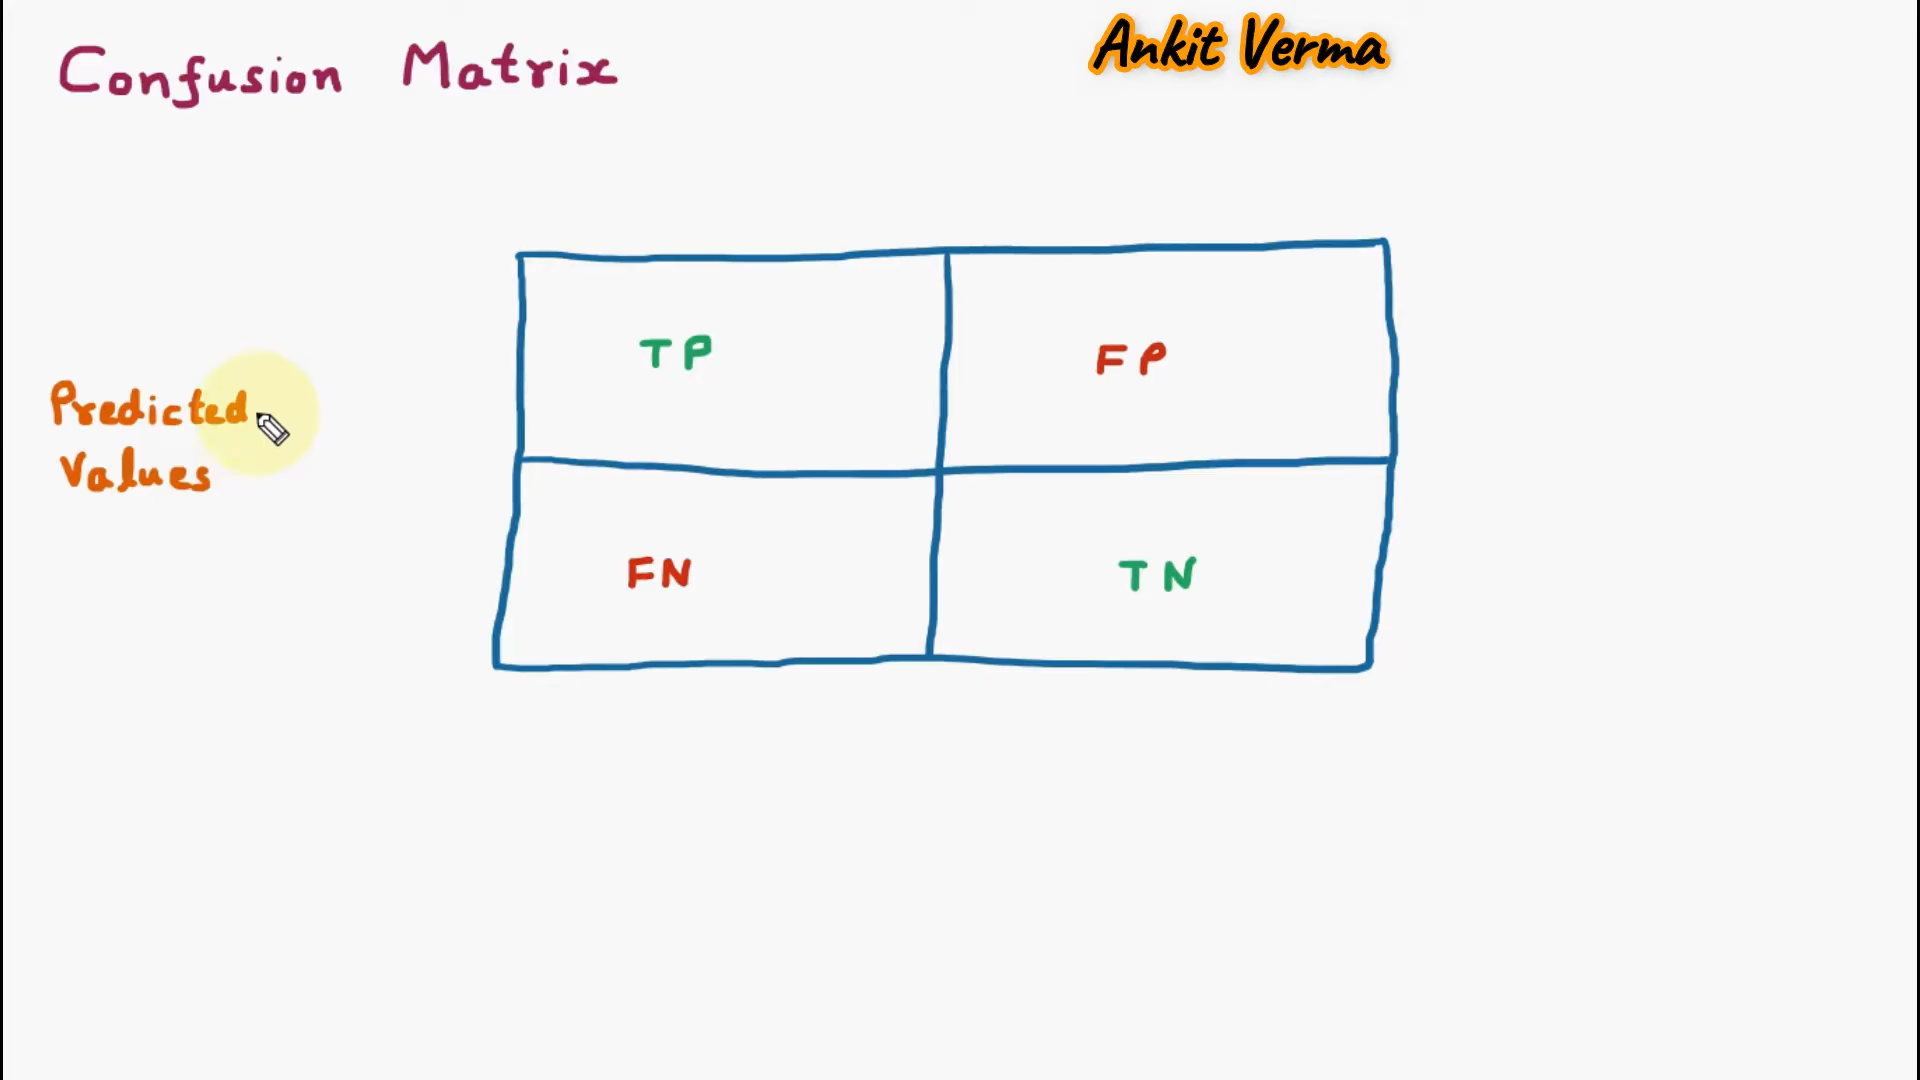 Confusion Matrix
Ankit Verma
TP
FP
Predicted
Values
FN
TN